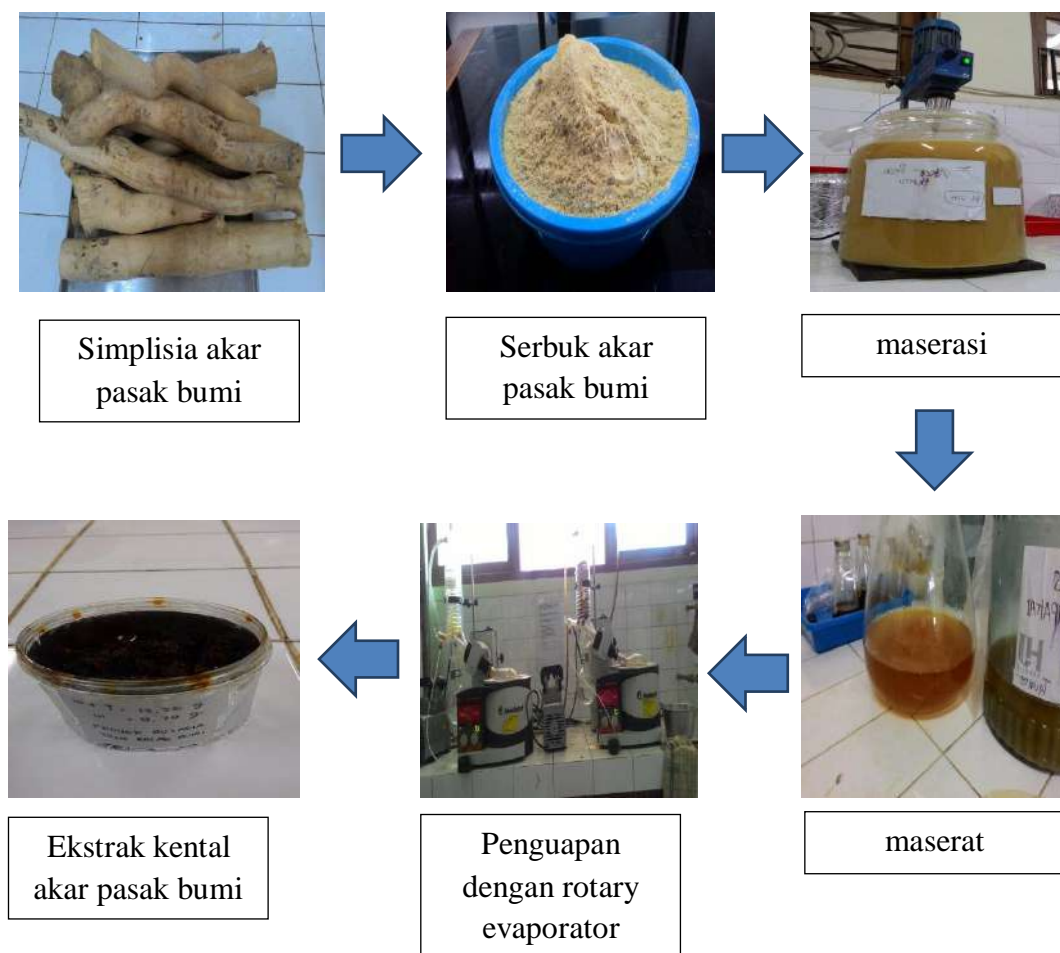 Simplisia akar
pasak bumi
Serbuk akar
pasak bumi
maserasi
maserat
Penguapan
dengan rotary
evaporator
Ekstrak kental
akar pasak bumi